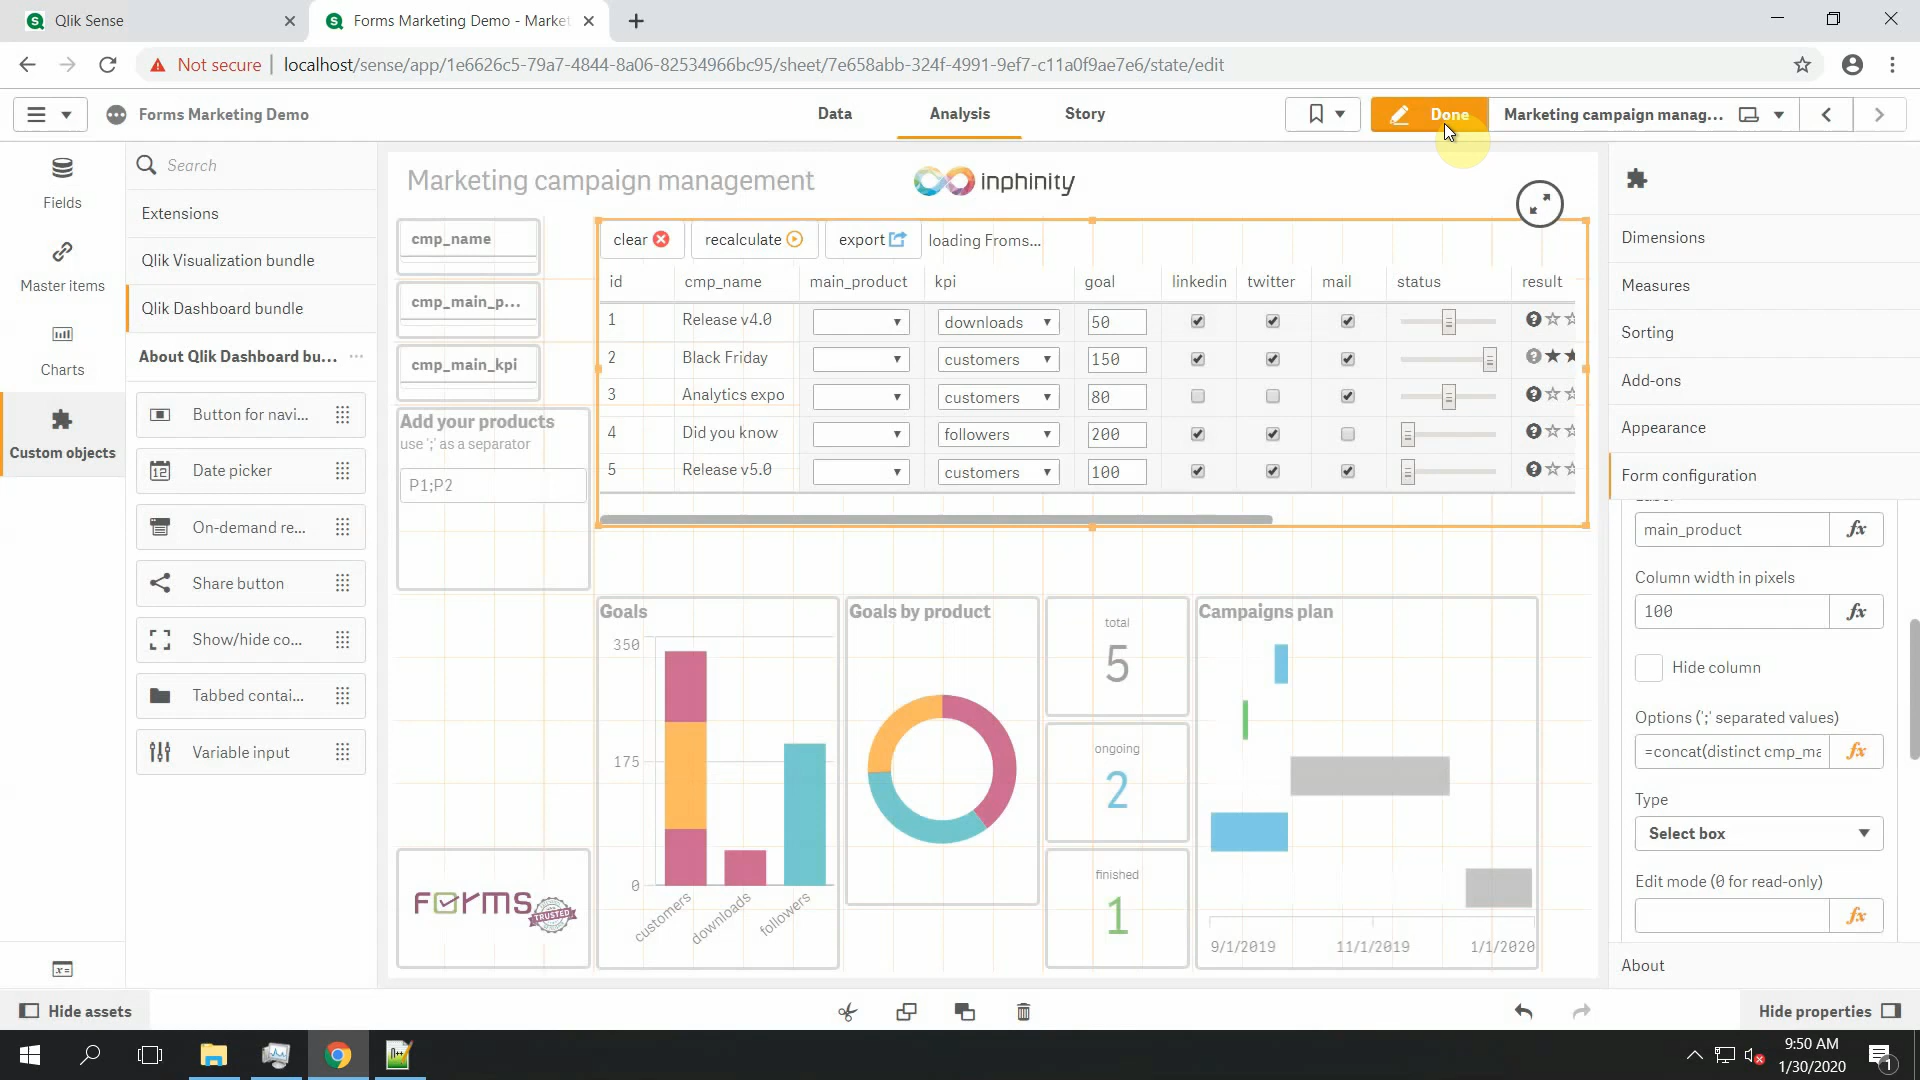 Qlik Sense
Forms Marketing Demo - Market
Not secure
localhost/sense/app/1e6626c5-79a7-4844-8a06-82534966bc95/sheet/7e658abb-324f-4991-9ef7-c11a0f9ae7e6/state/edit
Forms Marketing Demo
Data
Analysis
Story
Done
Marketing campaign manag...
Fields
Master items
Charts
Custom objects
Search
Extensions
Qlik Visualization bundle
Qlik Dashboard bundle
About Qlik Dashboard bu...
Button for navi...
Date picker
On-demand re...
Share button
Show/hide co...
Tabbed contai...
Variable input
Marketing campaign management
inphinity
cmp_name
cmp_main_p...
cmp_main_kpi
Add your products
use ';' as a separator
P1;P2
clear recalculate export loading Froms...
id cmp_name main_product kpi goal linkedin twitter mail status result
1 Release v4.0 downloads 50
2 Black Friday customers 150
3 Analytics expo customers 80
4 Did you know followers 200
5 Release v5.0 customers 100
Goals
350
175
0
customers
downloads
followers
Goals by product
total
5
ongoing
2
finished
1
Campaigns plan
9/1/2019 11/1/2019 1/1/2020
FORMS
TRUSTED
Dimensions
Measures
Sorting
Add-ons
Appearance
Form configuration
main_product
Column width in pixels
100
Hide column
Options (';' separated values)
=concat(distinct cmp_ma
Type
Select box
Edit mode (0 for read-only)
About
Hide assets
Hide properties
9:50 AM
1/30/2020
1